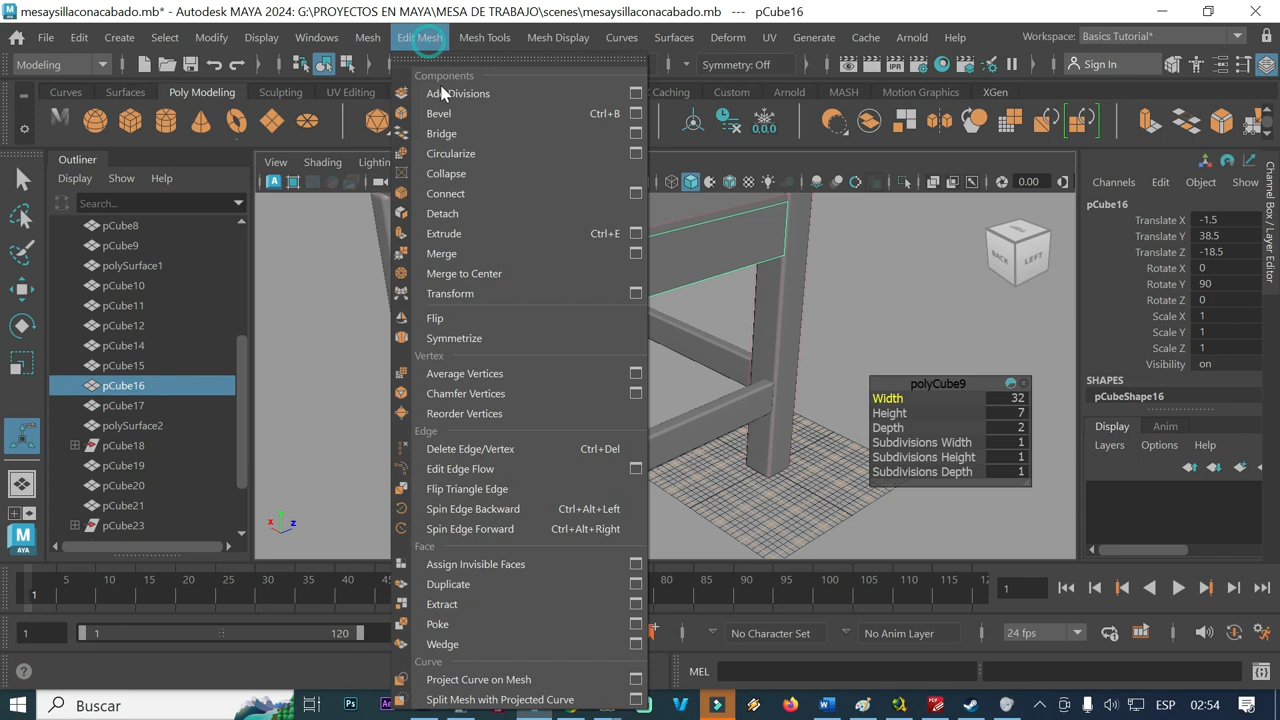 mesaysillaconacabado.mb* - Autodesk MAYA 2024: G:\PROYECTOS EN MAYA\MESA DE TRABAJO\scenes\mesaysillaconacabado.mb* --- pCube16
File Edit Create Select Modify Display Windows Mesh Edit Mesh Mesh Tools Mesh Display Curves Surfaces Deform UV Generate Cache Arnold Help Workspace: Basics Tutorial*
Modeling Symmetry: Off Sign In
Curves Surfaces Poly Modeling Sculpting UV Editing Caching Custom Arnold MASH Motion Graphics XGen
Outliner
Display Show Help
Search...
pCube8
pCube9
polySurface1
pCube10
pCube11
pCube12
pCube14
pCube15
pCube16
pCube17
polySurface2
pCube18
pCube19
pCube20
pCube21
pCube23
View Shading
Components
Add Divisions
Bevel Ctrl+B
Bridge
Circularize
Collapse
Connect
Detach
Extrude Ctrl+E
Merge
Merge to Center
Transform
Flip
Symmetrize
Vertex
Average Vertices
Chamfer Vertices
Reorder Vertices
Edge
Delete Edge/Vertex Ctrl+Del
Edit Edge Flow
Flip Triangle Edge
Spin Edge Backward Ctrl+Alt+Left
Spin Edge Forward Ctrl+Alt+Right
Face
Assign Invisible Faces
Duplicate
Extract
Poke
Wedge
Curve
Project Curve on Mesh
Split Mesh with Projected Curve
0.00
BACK LEFT
polyCube9
Width 32
Height 7
Depth 2
Subdivisions Width 1
Subdivisions Height 1
Subdivisions Depth 1
Channels Edit Object Show
pCube16
Translate X -1.5
Translate Y 38.5
Translate Z -18.5
Rotate X 0
Rotate Y 90
Rotate Z 0
Scale X 1
Scale Y 1
Scale Z 1
Visibility on
SHAPES
pCubeShape16
Display Anim
Layers Options Help
Channel Box / Layer Editor
5 10 15 20 25 30 35 40 45 80 85 90 95 100 105 110 115 12
1 1
1 1 120 No Character Set No Anim Layer 24 fps
MEL
Buscar ESP 02:54